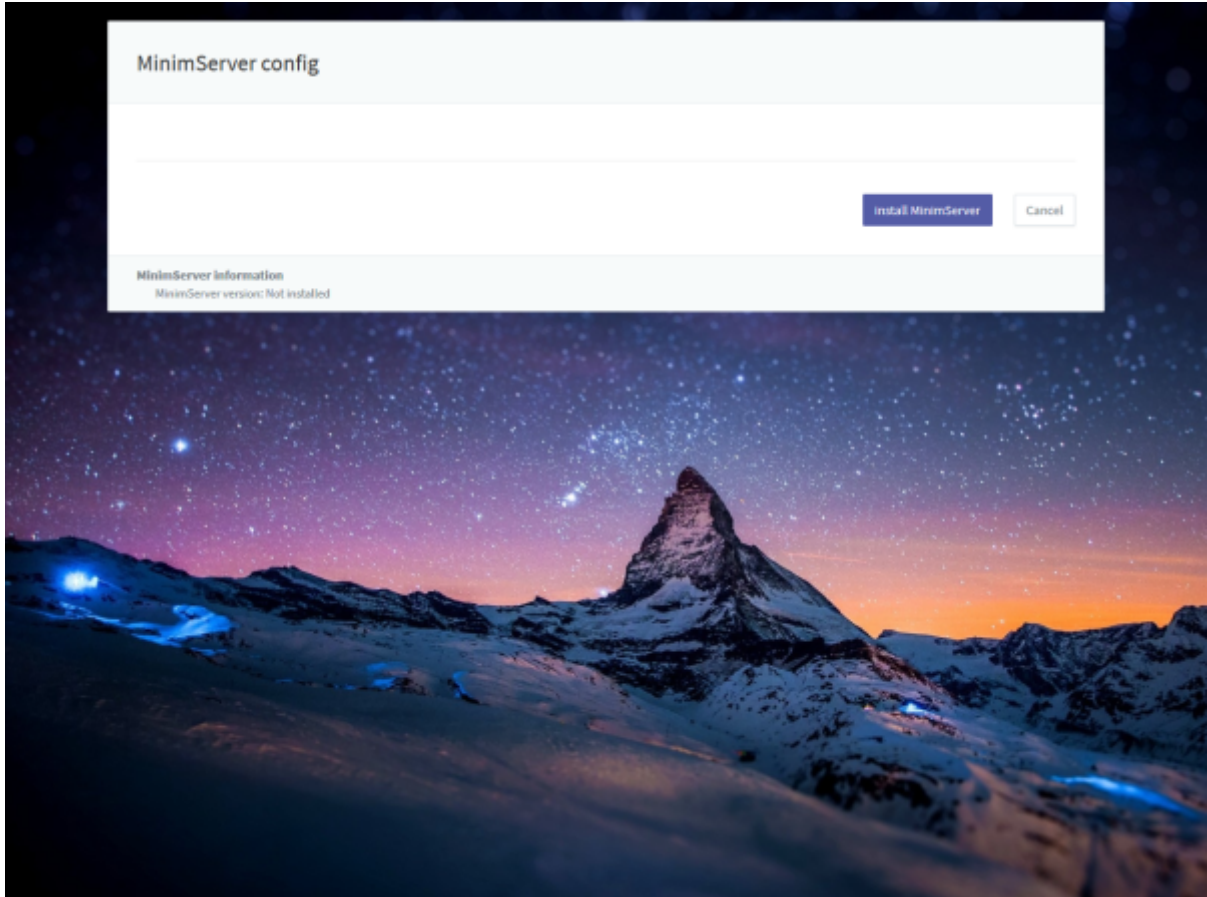 MinimServer config
Install MinimServer
Cancel
MinimServer information
MinimServer version: Not installed